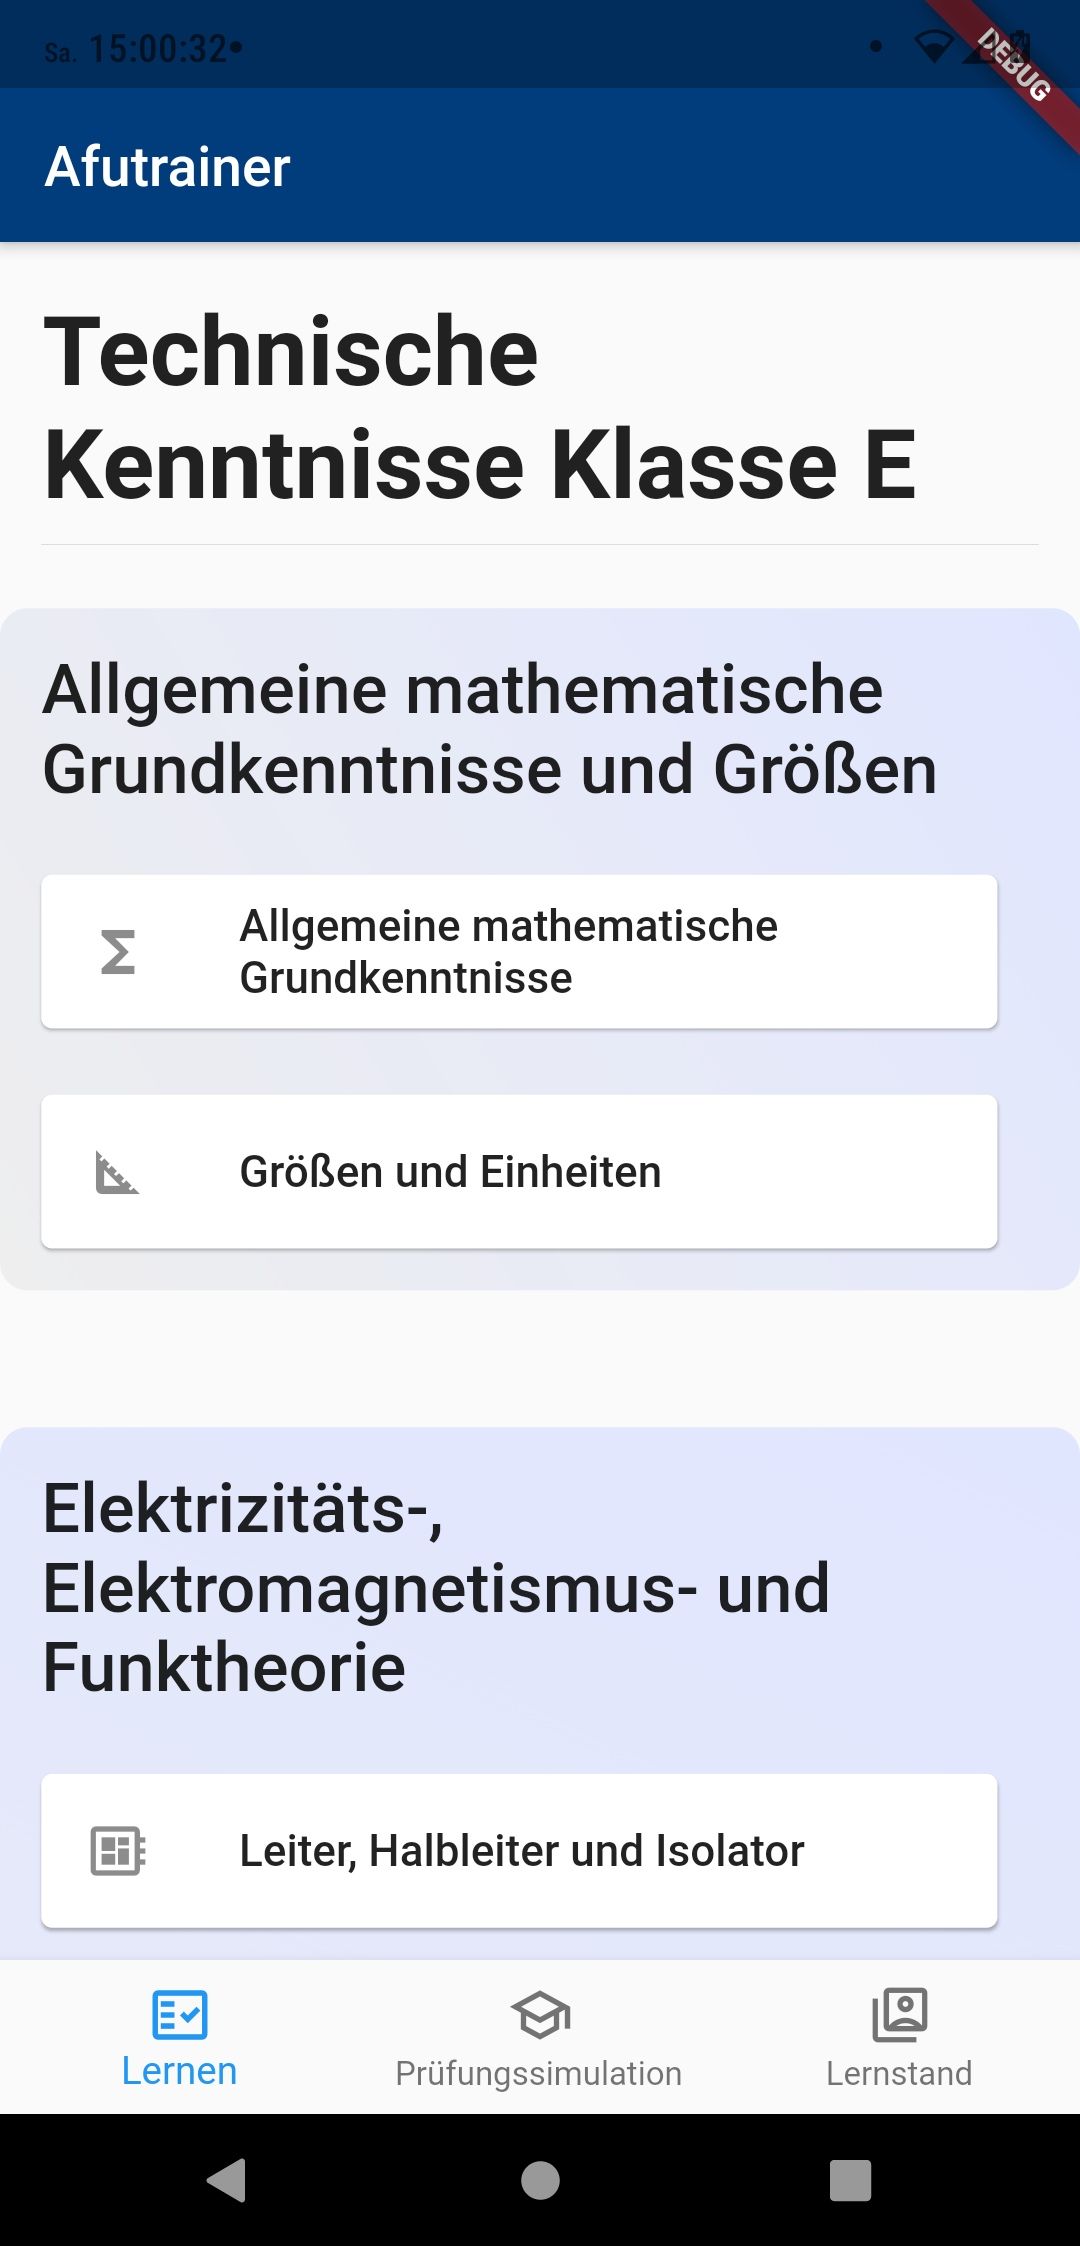 Sa. 15:00:32•
DEBUG
Afutrainer
Technische
Kenntnisse Klasse E
Allgemeine mathematische
Grundkenntnisse und Größen
Allgemeine mathematische
Grundkenntnisse
Größen und Einheiten
Elektrizitäts-,
Elektromagnetismus- und
Funktheorie
Leiter, Halbleiter und Isolator
Lernen
Prüfungssimulation
Lernstand